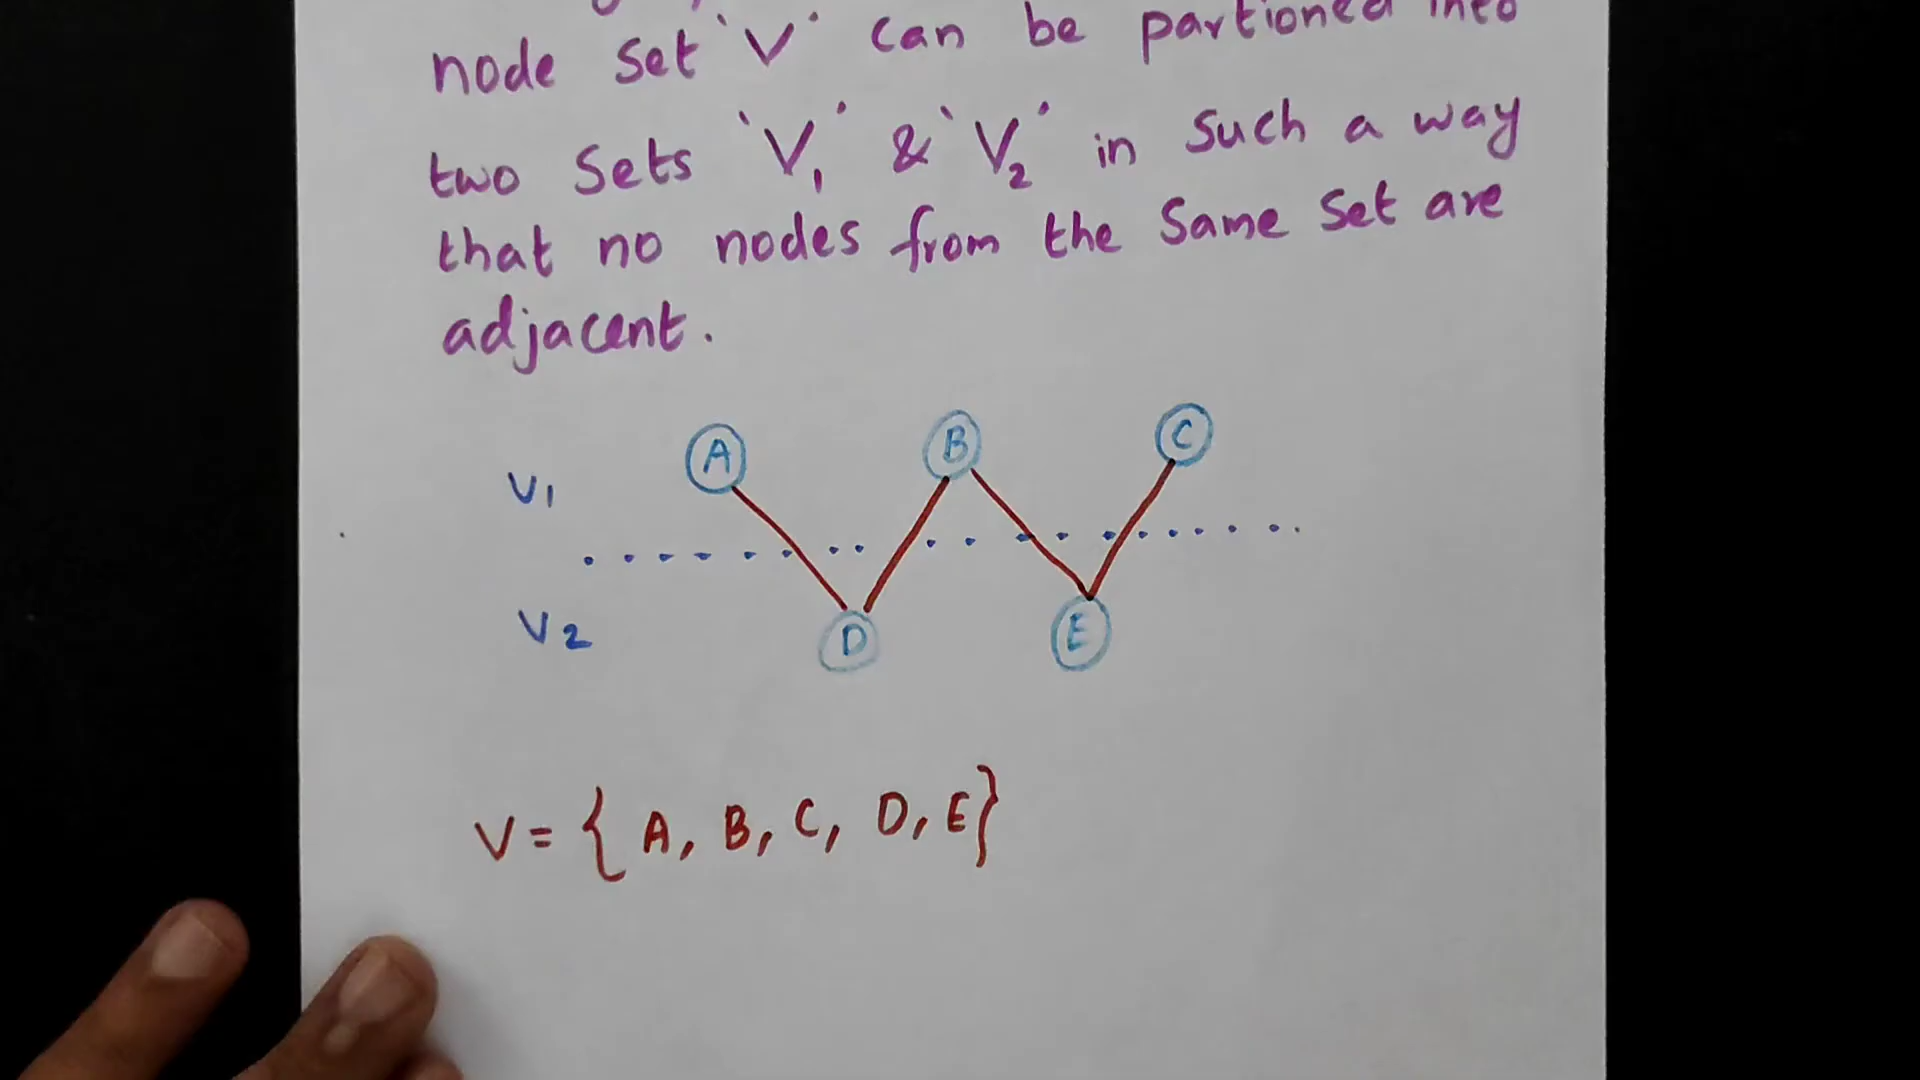 node set 'V' can be partioned into
two sets 'V₁' & 'V₂' in such a way
that no nodes from the same set are
adjacent.
A B C
V1
V2
D E
V = { A, B, C, D, E}